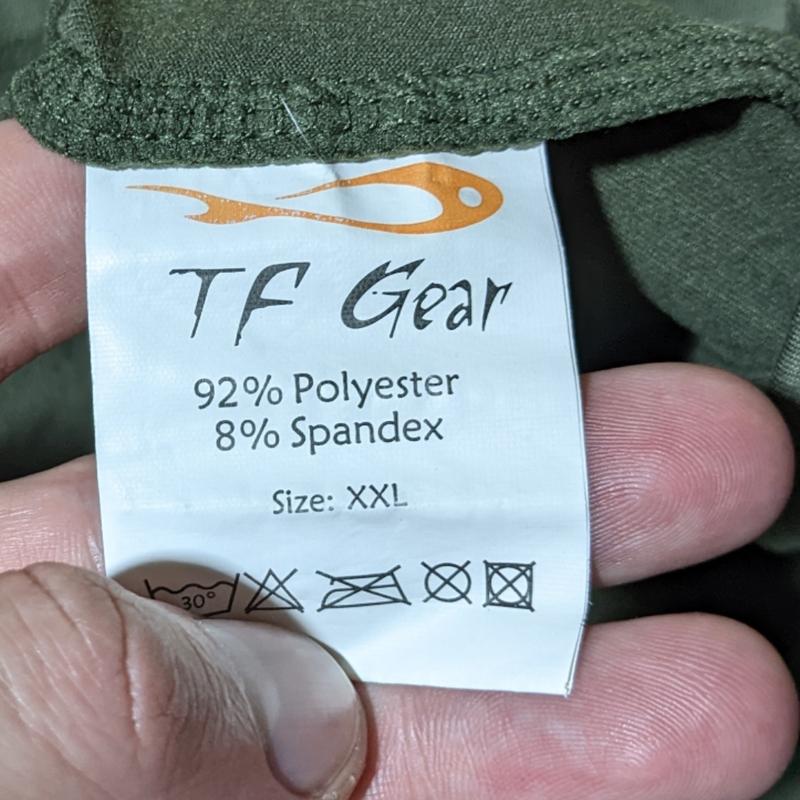 TF Gear
92% Polyester
8% Spandex
Size: XXL
30°